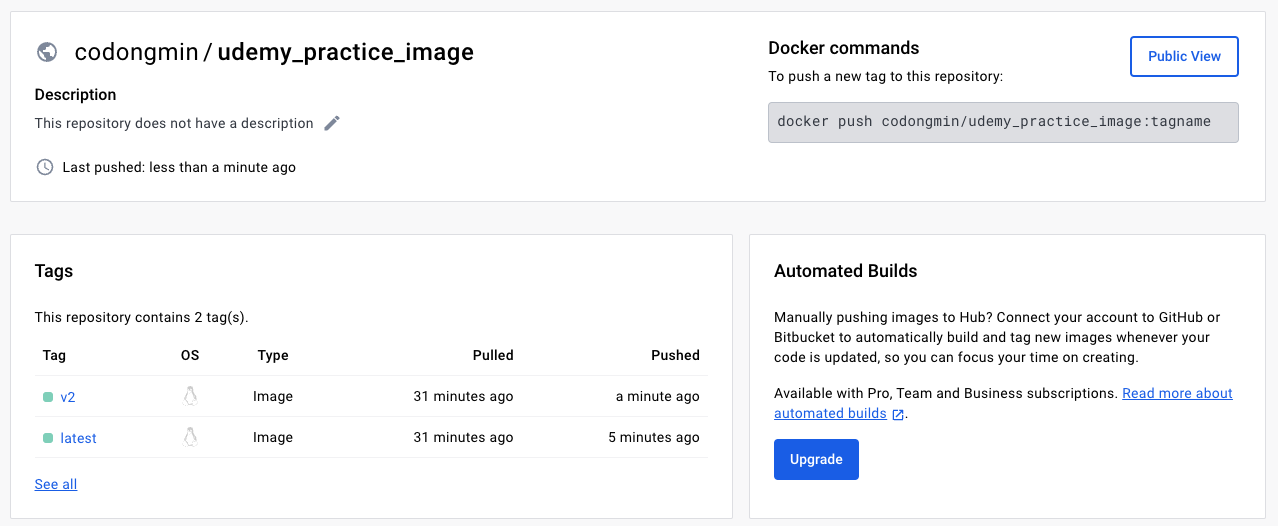 codongmin / udemy_practice_image
Description
This repository does not have a description
Last pushed: less than a minute ago
Docker commands
To push a new tag to this repository:
Public View
docker push codongmin/udemy_practice_image:tagname
Tags
This repository contains 2 tag(s).
Tag OS Type Pulled Pushed
v2 Image 31 minutes ago a minute ago
latest Image 31 minutes ago 5 minutes ago
See all
Automated Builds
Manually pushing images to Hub? Connect your account to GitHub or
Bitbucket to automatically build and tag new images whenever your
code is updated, so you can focus your time on creating.
Available with Pro, Team and Business subscriptions. Read more about
automated builds.
Upgrade